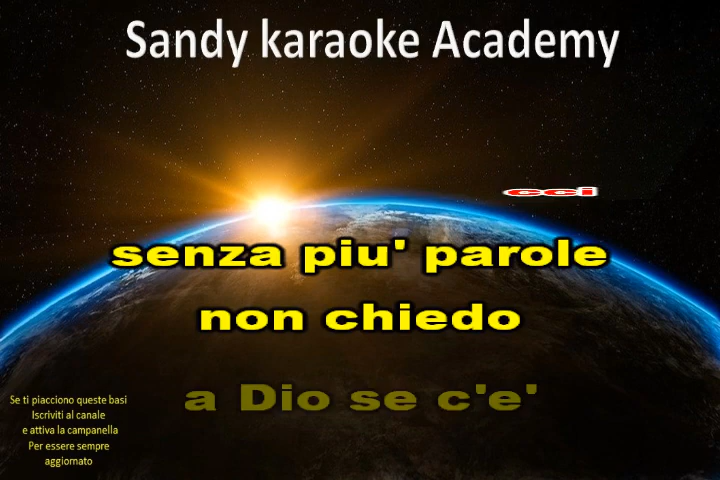 Sandy karaoke Academy
cci
senza piu' parole
non chiedo
a Dio se c'e'
Se ti piacciono queste basi
Iscriviti al canale
e attiva la campanella
Per essere sempre
aggiornato